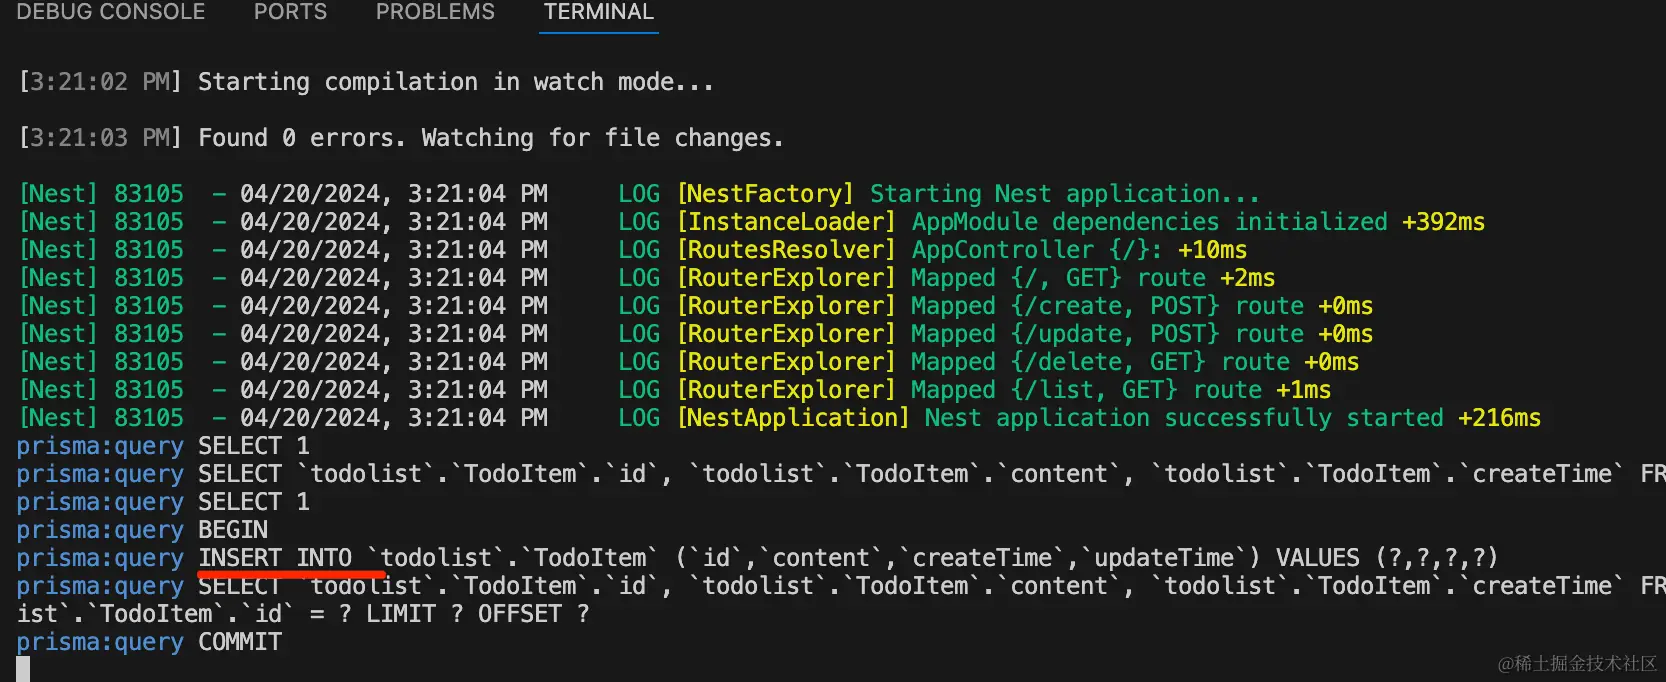 DEBUG CONSOLE PORTS PROBLEMS TERMINAL
[3:21:02 PM] Starting compilation in watch mode...
[3:21:03 PM] Found 0 errors. Watching for file changes.
[Nest] 83105  - 04/20/2024, 3:21:04 PM     LOG [NestFactory] Starting Nest application...
[Nest] 83105  - 04/20/2024, 3:21:04 PM     LOG [InstanceLoader] AppModule dependencies initialized +392ms
[Nest] 83105  - 04/20/2024, 3:21:04 PM     LOG [RoutesResolver] AppController {/}: +10ms
[Nest] 83105  - 04/20/2024, 3:21:04 PM     LOG [RouterExplorer] Mapped {/, GET} route +2ms
[Nest] 83105  - 04/20/2024, 3:21:04 PM     LOG [RouterExplorer] Mapped {/create, POST} route +0ms
[Nest] 83105  - 04/20/2024, 3:21:04 PM     LOG [RouterExplorer] Mapped {/update, POST} route +0ms
[Nest] 83105  - 04/20/2024, 3:21:04 PM     LOG [RouterExplorer] Mapped {/delete, GET} route +0ms
[Nest] 83105  - 04/20/2024, 3:21:04 PM     LOG [RouterExplorer] Mapped {/list, GET} route +1ms
[Nest] 83105  - 04/20/2024, 3:21:04 PM     LOG [NestApplication] Nest application successfully started +216ms
prisma:query SELECT 1
prisma:query SELECT `todolist`.`TodoItem`.`id`, `todolist`.`TodoItem`.`content`, `todolist`.`TodoItem`.`createTime` FR
prisma:query SELECT 1
prisma:query BEGIN
prisma:query INSERT INTO `todolist`.`TodoItem` (`id`,`content`,`createTime`,`updateTime`) VALUES (?,?,?,?)
prisma:query SELECT `todolist`.`TodoItem`.`id`, `todolist`.`TodoItem`.`content`, `todolist`.`TodoItem`.`createTime` FR
ist`.`TodoItem`.`id` = ? LIMIT ? OFFSET ?
prisma:query COMMIT
@稀土掘金技术社区